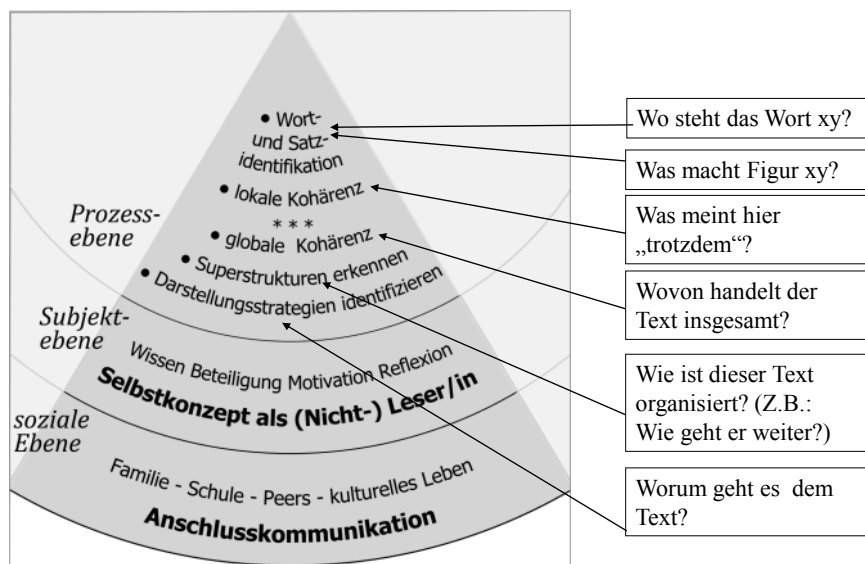 • Wort-
und Satz-
identifikation
• lokale Kohärenz
* * *
• globale Kohärenz
• Superstrukturen erkennen
• Darstellungsstrategien identifizieren
Prozess-
ebene
Wissen Beteiligung Motivation Reflexion
Selbstkonzept als (Nicht-) Leser/in
Subjekt-
ebene
Familie - Schule - Peers - kulturelles Leben
Anschlusskommunikation
soziale
Ebene
Wo steht das Wort xy?
Was macht Figur xy?
Was meint hier
„trotzdem“?
Wovon handelt der
Text insgesamt?
Wie ist dieser Text
organisiert? (Z.B.:
Wie geht er weiter?)
Worum geht es dem
Text?